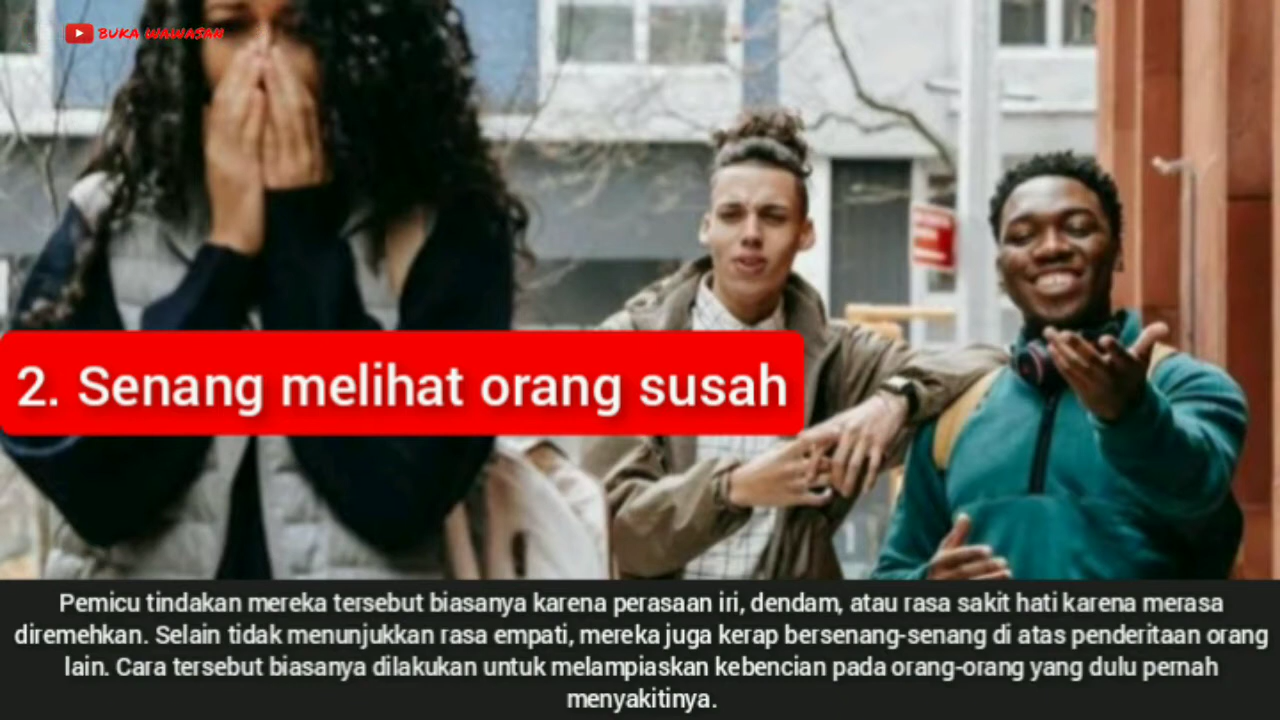 BUKA WAWASAN
2. Senang melihat orang susah
Pemicu tindakan mereka tersebut biasanya karena perasaan iri, dendam, atau rasa sakit hati karena merasa
diremehkan. Selain tidak menunjukkan rasa empati, mereka juga kerap bersenang-senang di atas penderitaan orang
lain. Cara tersebut biasanya dilakukan untuk melampiaskan kebencian pada orang-orang yang dulu pernah
menyakitinya.